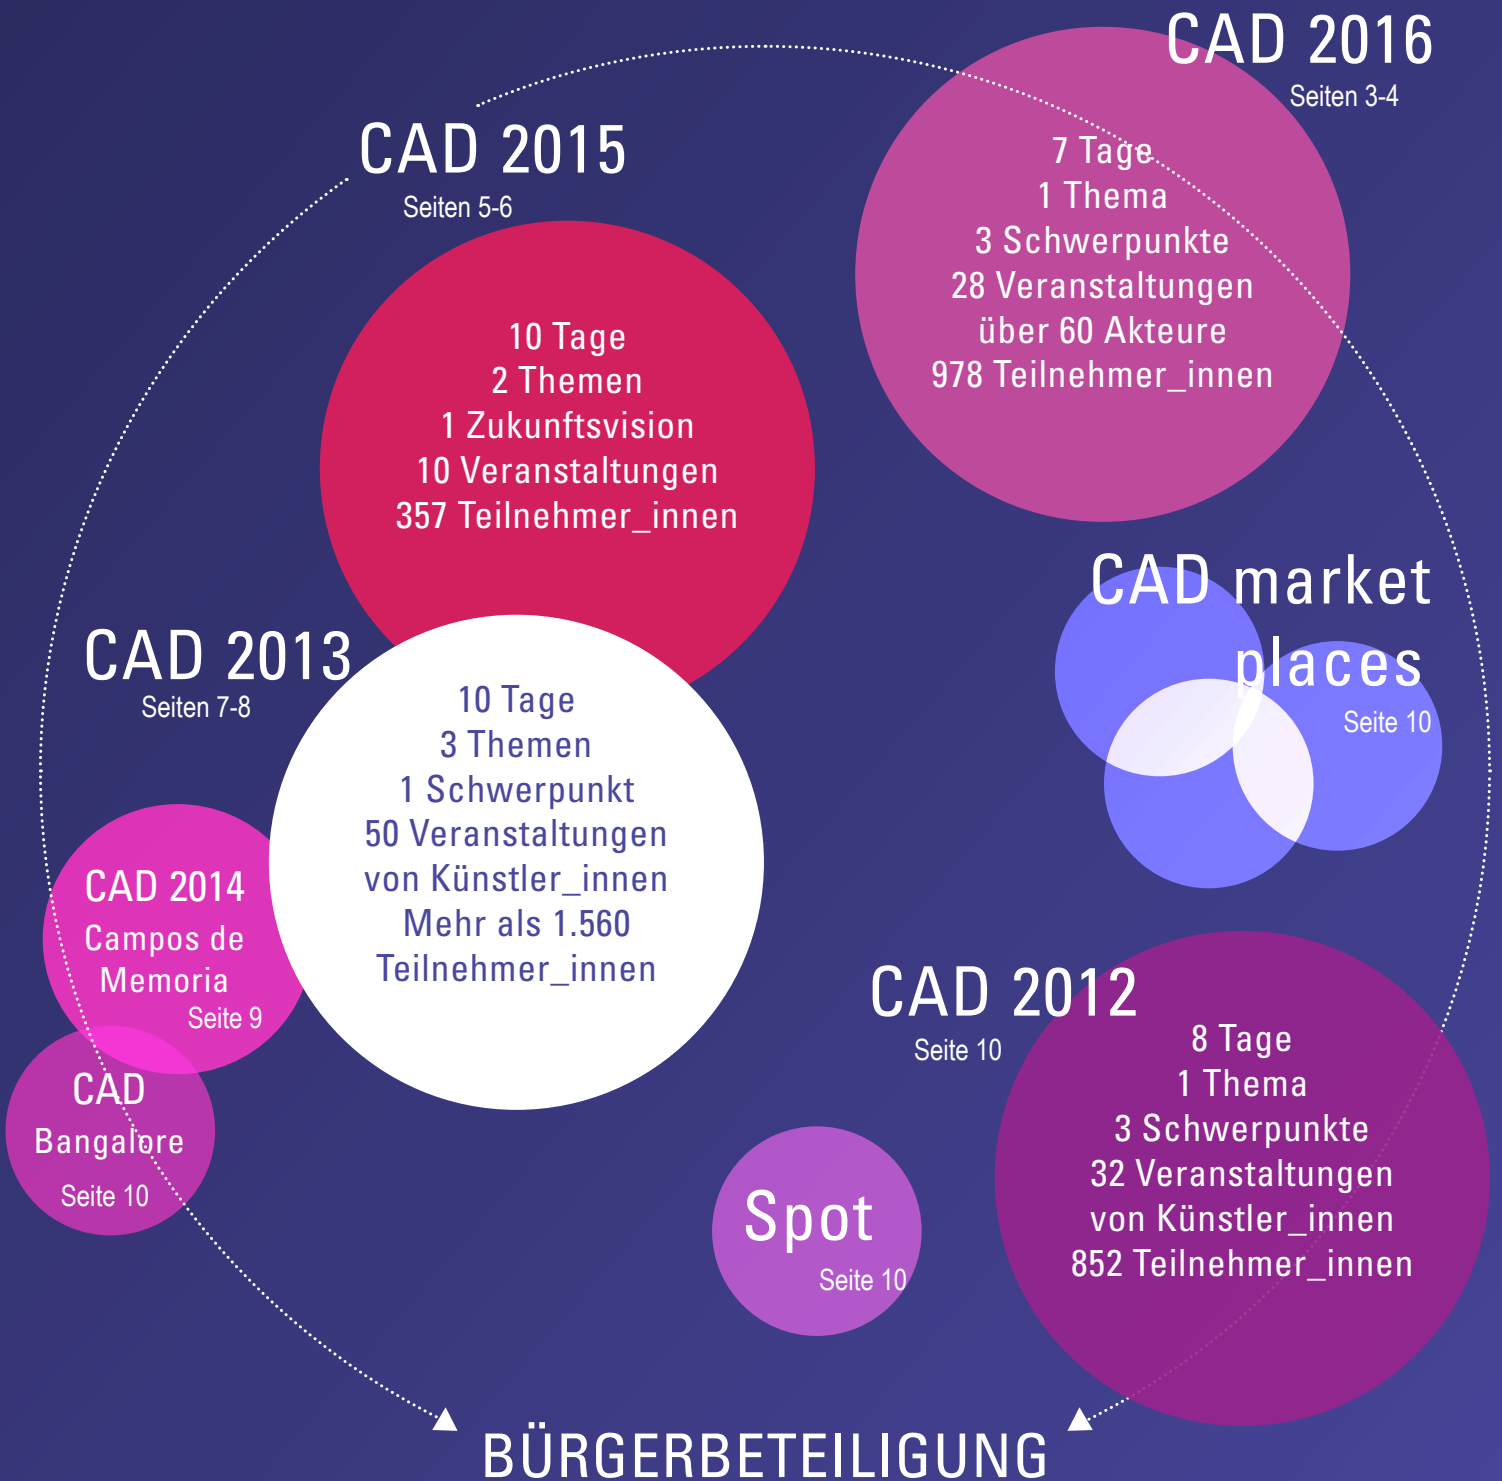 CAD 2016
Seiten 3-4
7 Tage
1 Thema
3 Schwerpunkte
28 Veranstaltungen
über 60 Akteure
978 Teilnehmer_innen
CAD 2015
Seiten 5-6
10 Tage
2 Themen
1 Zukunftsvision
10 Veranstaltungen
357 Teilnehmer_innen
CAD market
places
Seite 10
CAD 2013
Seiten 7-8
10 Tage
3 Themen
1 Schwerpunkt
50 Veranstaltungen
von Künstler_innen
Mehr als 1.560
Teilnehmer_innen
CAD 2014
Campos de
Memoria
Seite 9
CAD
Bangalore
Seite 10
CAD 2012
Seite 10
8 Tage
1 Thema
3 Schwerpunkte
32 Veranstaltungen
von Künstler_innen
852 Teilnehmer_innen
Spot
Seite 10
BÜRGERBETEILIGUNG